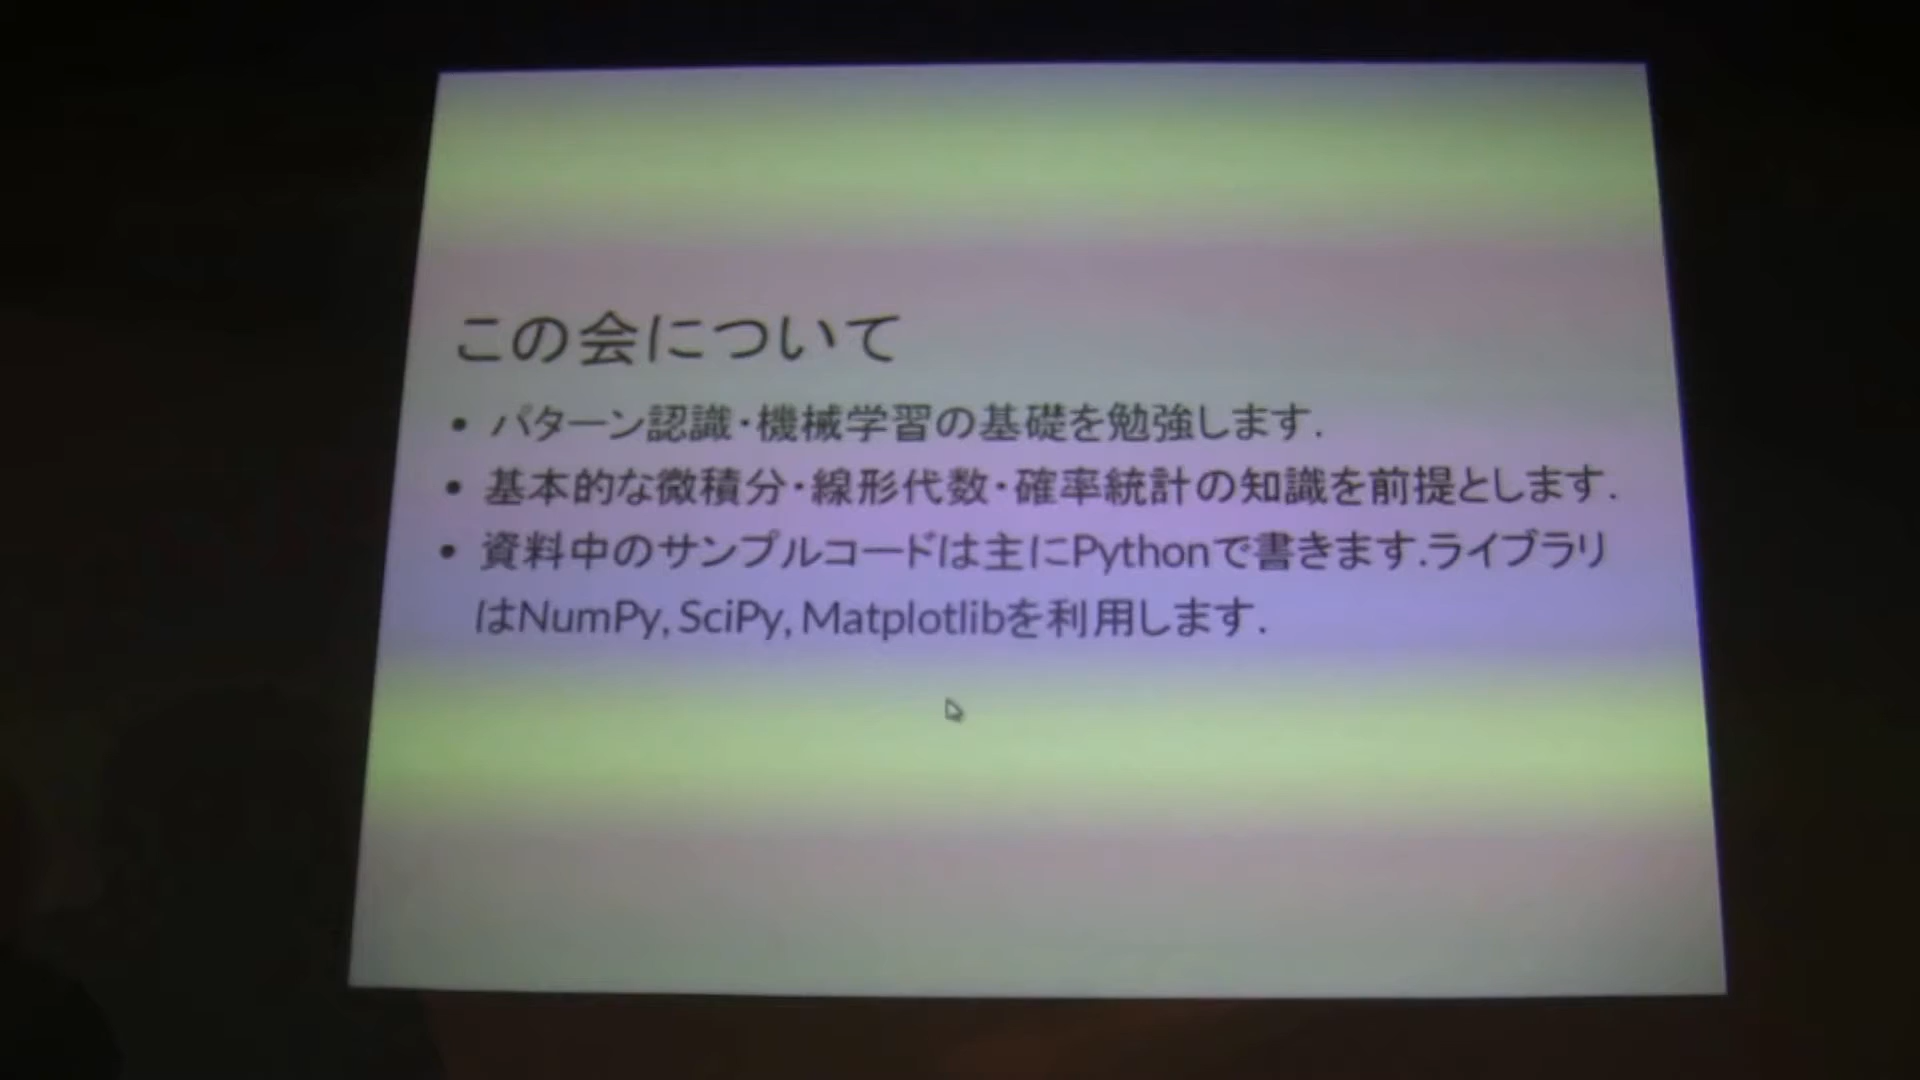 この会について
• パターン認識・機械学習の基礎を勉強します.
• 基本的な微積分・線形代数・確率統計の知識を前提とします.
• 資料中のサンプルコードは主にPythonで書きます.ライブラリ
はNumPy, SciPy, Matplotlibを利用します.